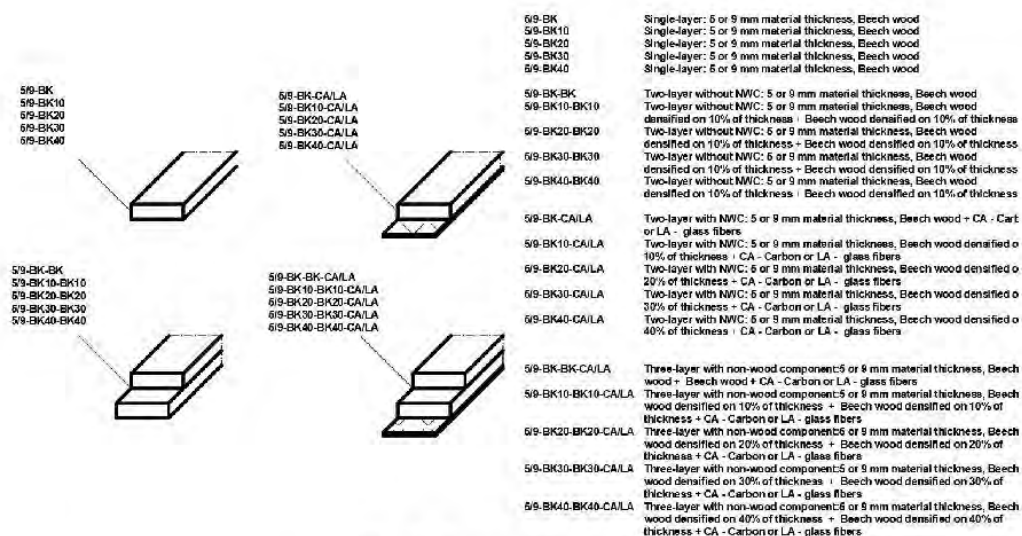 5/9-BK
5/9-BK10
5/9-BK20
5/9-BK30
5/9-BK40
5/9-BK-CA/LA
5/9-BK10-CA/LA
5/9-BK20-CA/LA
5/9-BK30-CA/LA
5/9-BK40-CA/LA
5/9-BK-BK
5/9-BK10-BK10
5/9-BK20-BK20
5/9-BK30-BK30
5/9-BK40-BK40
5/9-BK-BK-CA/LA
5/9-BK10-BK10-CA/LA
5/9-BK20-BK20-CA/LA
5/9-BK30-BK30-CA/LA
5/9-BK40-BK40-CA/LA
5/9-BK Single-layer: 5 or 9 mm material thickness, Beech wood
5/9-BK10 Single-layer: 5 or 9 mm material thickness, Beech wood
5/9-BK20 Single-layer: 5 or 9 mm material thickness, Beech wood
5/9-BK30 Single-layer: 5 or 9 mm material thickness, Beech wood
5/9-BK40 Single-layer: 5 or 9 mm material thickness, Beech wood
5/9-BK-BK Two-layer without NWC: 5 or 9 mm material thickness, Beech wood
5/9-BK10-BK10 Two-layer without NWC: 5 or 9 mm material thickness, Beech wood
densified on 10% of thickness + Beech wood densified on 10% of thickness
5/9-BK20-BK20 Two-layer without NWC: 5 or 9 mm material thickness, Beech wood
densified on 10% of thickness + Beech wood densified on 10% of thickness
5/9-BK30-BK30 Two-layer without NWC: 5 or 9 mm material thickness, Beech wood
densified on 10% of thickness + Beech wood densified on 10% of thickness
5/9-BK40-BK40 Two-layer without NWC: 5 or 9 mm material thickness, Beech wood
densified on 10% of thickness + Beech wood densified on 10% of thickness
5/9-BK-CA/LA Two-layer with NWC: 5 or 9 mm material thickness, Beech wood + CA - Carb
or LA - glass fibers
5/9-BK10-CA/LA Two-layer with NWC: 5 or 9 mm material thickness, Beech wood densified o
10% of thickness + CA - Carbon or LA - glass fibers
5/9-BK20-CA/LA Two-layer with NWC: 5 or 9 mm material thickness, Beech wood densified o
20% of thickness + CA - Carbon or LA - glass fibers
5/9-BK30-CA/LA Two-layer with NWC: 5 or 9 mm material thickness, Beech wood densified o
30% of thickness + CA - Carbon or LA - glass fibers
5/9-BK40-CA/LA Two-layer with NWC: 5 or 9 mm material thickness, Beech wood densified o
40% of thickness + CA - Carbon or LA - glass fibers
5/9-BK-BK-CA/LA Three-layer with non-wood component:5 or 9 mm material thickness, Beech
wood + Beech wood + CA - Carbon or LA - glass fibers
5/9-BK10-BK10-CA/LA Three-layer with non-wood component:5 or 9 mm material thickness, Beech
wood densified on 10% of thickness + Beech wood densified on 10% of
thickness + CA - Carbon or LA - glass fibers
5/9-BK20-BK20-CA/LA Three-layer with non-wood component:5 or 9 mm material thickness, Beech
wood densified on 20% of thickness + Beech wood densified on 20% of
thickness + CA - Carbon or LA - glass fibers
5/9-BK30-BK30-CA/LA Three-layer with non-wood component:5 or 9 mm material thickness, Beech
wood densified on 30% of thickness + Beech wood densified on 30% of
thickness + CA - Carbon or LA - glass fibers
5/9-BK40-BK40-CA/LA Three-layer with non-wood component:5 or 9 mm material thickness, Beech
wood densified on 40% of thickness + Beech wood densified on 40% of
thickness + CA - Carbon or LA - glass fibers